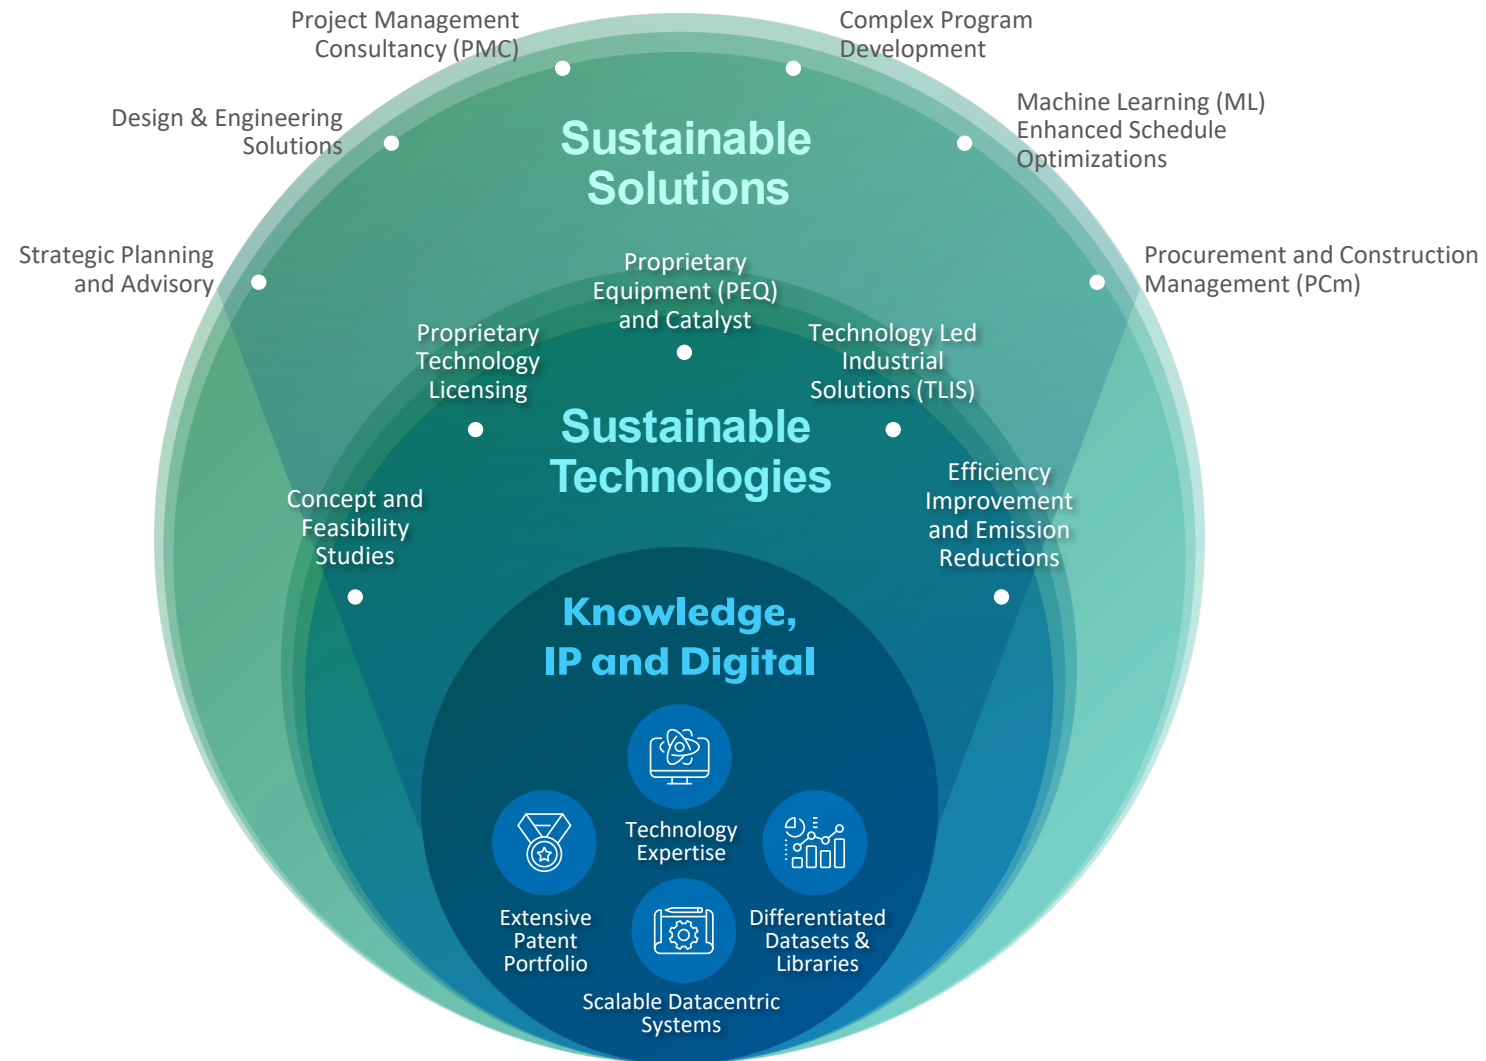 Project Management
Consultancy (PMC)
Complex Program
Development
Design & Engineering
Solutions
Machine Learning (ML)
Enhanced Schedule
Optimizations
Strategic Planning
and Advisory
Procurement and Construction
Management (PCm)
Sustainable
Solutions
Proprietary
Equipment (PEQ)
and Catalyst
Proprietary
Technology
Licensing
Technology Led
Industrial
Solutions (TLIS)
Sustainable
Technologies
Concept and
Feasibility
Studies
Efficiency
Improvement
and Emission
Reductions
Knowledge,
IP and Digital
Technology
Expertise
Extensive
Patent
Portfolio
Differentiated
Datasets &
Libraries
Scalable Datacentric
Systems